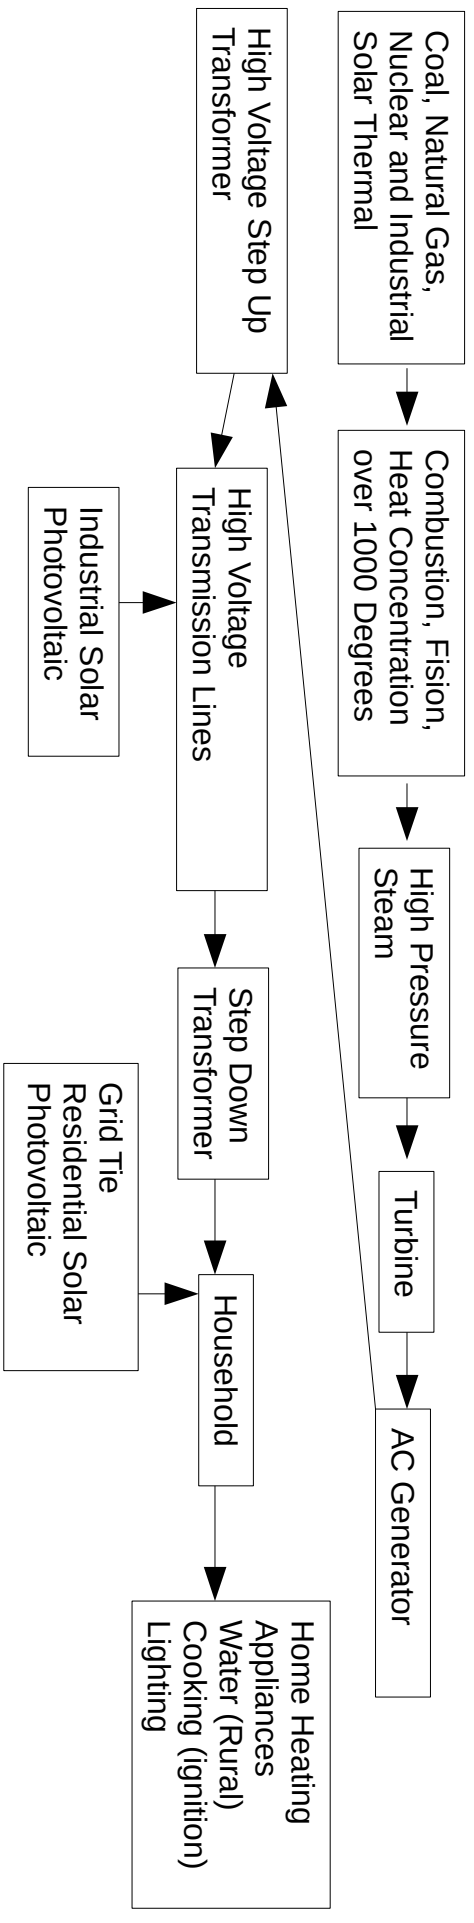 Coal, Natural Gas,
Nuclear and Industrial
Solar Thermal
Combustion, Fision,
Heat Concentration
over 1000 Degrees
High Pressure
Steam
Turbine
AC Generator
High Voltage Step Up
Transformer
High Voltage
Transmission Lines
Step Down
Transformer
Household
Home Heating
Appliances
Water (Rural)
Cooking (ignition)
Lighting
Industrial Solar
Photovoltaic
Grid Tie
Residential Solar
Photovoltaic